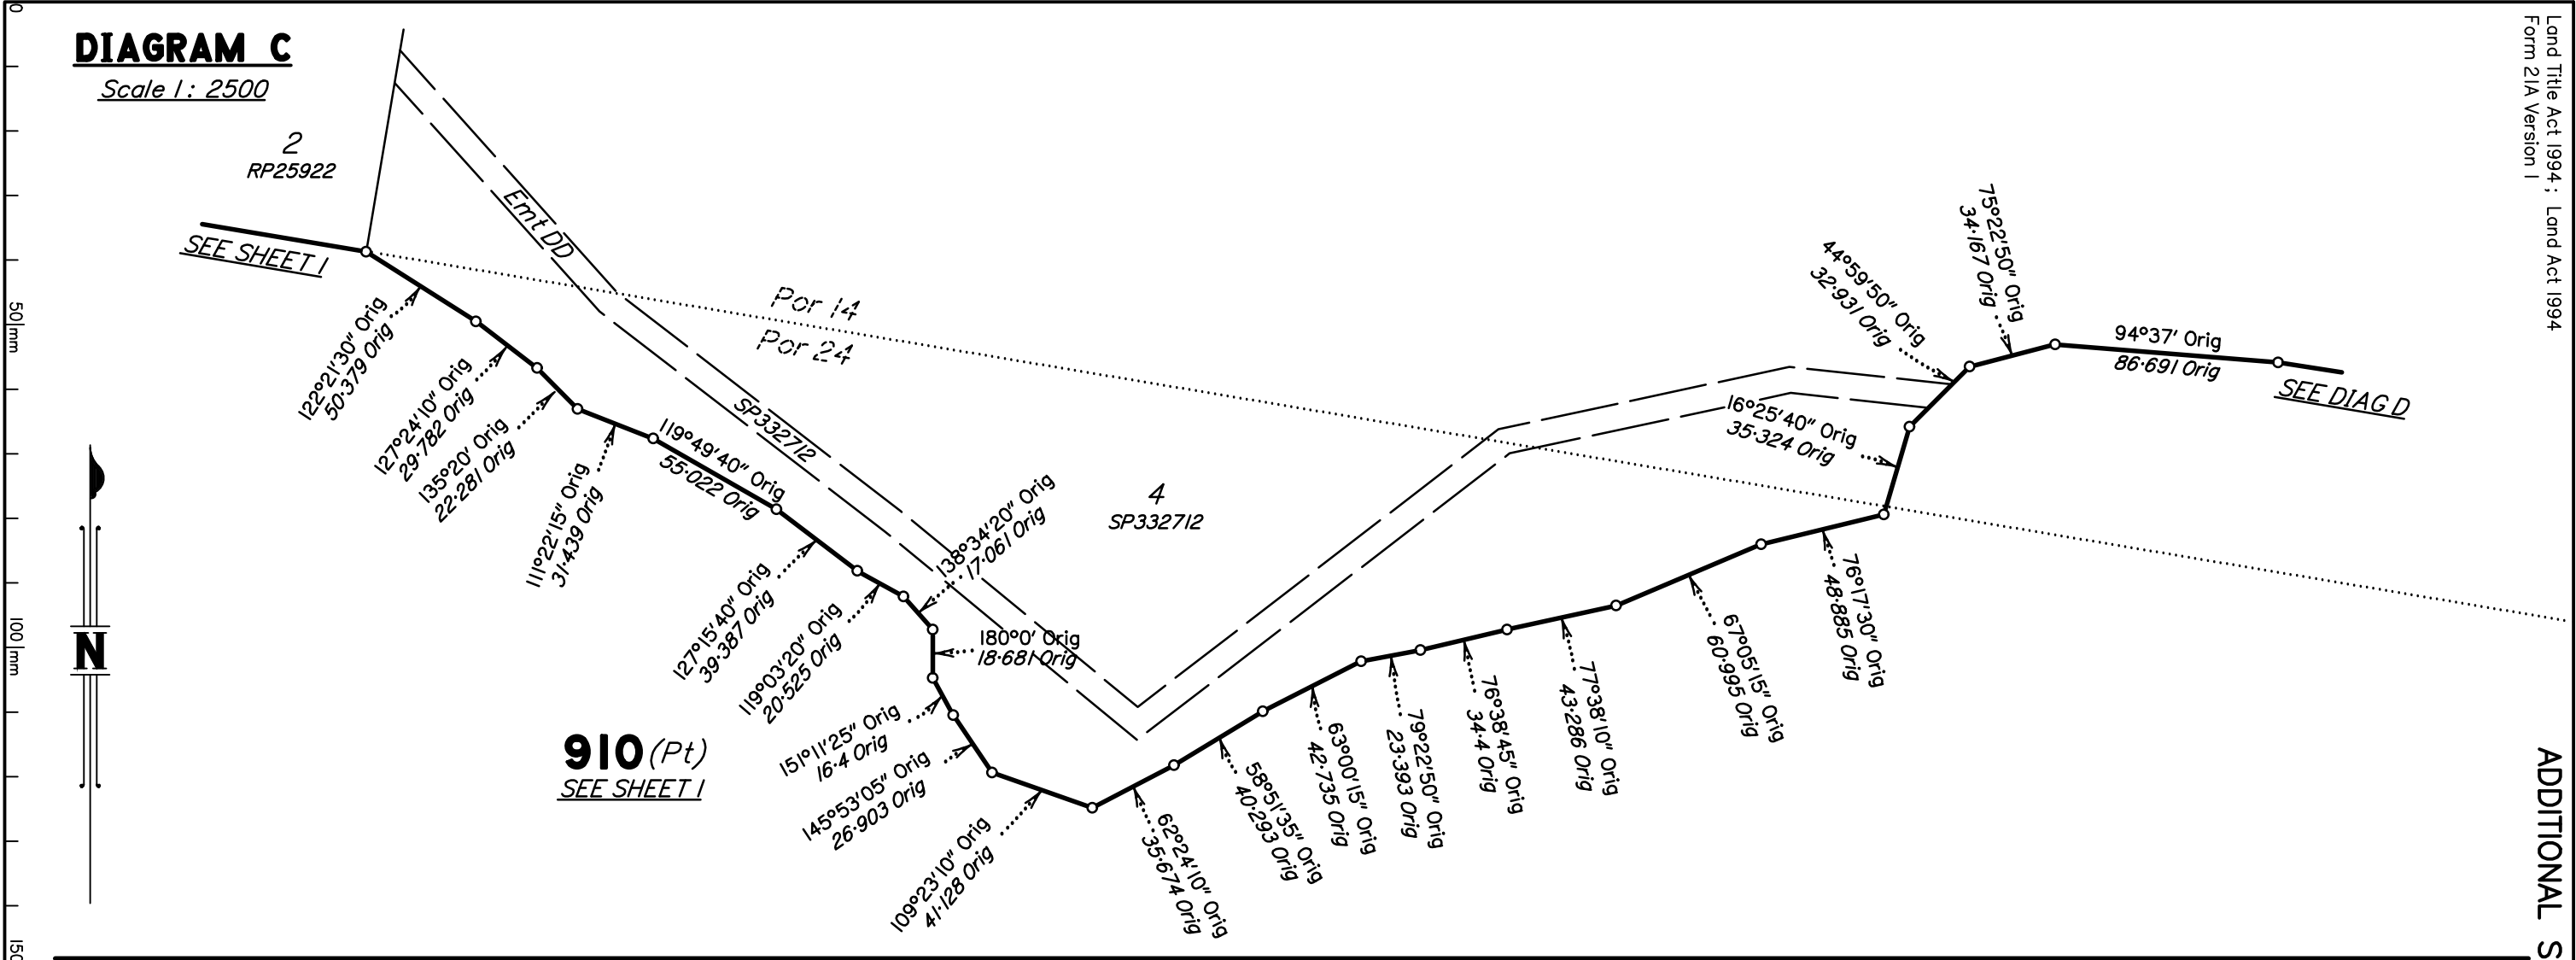 DIAGRAM C
Scale 1 : 2500
Land Title Act 1994 ; Land Act 1994
Form 21A Version 1
0
50mm
100mm
150
2
RP25922
SEE SHEET 1
Emt DD
Por 14
Por 24
SP332712
4
SP332712
122°21'30" Orig
50·379 Orig
127°24'10" Orig
29·782 Orig
135°20' Orig
22·281 Orig
111°22'15" Orig
31·439 Orig
119°49'40" Orig
55·022 Orig
127°15'40" Orig
39·387 Orig
119°03'20" Orig
20·525 Orig
138°34'20" Orig
17·061 Orig
180°0' Orig
18·681 Orig
151°11'25" Orig
16·4 Orig
145°53'05" Orig
26·903 Orig
109°23'10" Orig
41·128 Orig
62°24'10" Orig
35·674 Orig
58°51'35" Orig
40·293 Orig
63°00'15" Orig
42·735 Orig
79°22'50" Orig
23·393 Orig
76°38'45" Orig
34·4 Orig
77°38'10" Orig
43·286 Orig
67°05'15" Orig
60·995 Orig
76°17'30" Orig
48·885 Orig
16°25'40" Orig
35·324 Orig
44°59'50" Orig
32·931 Orig
75°22'50" Orig
34·167 Orig
94°37' Orig
86·691 Orig
SEE DIAG D
N
910 (Pt)
SEE SHEET 1
ADDITIONAL S